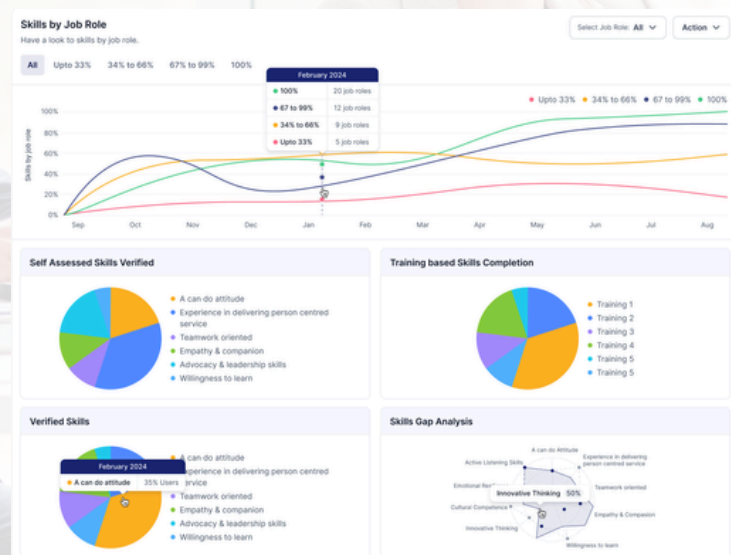 Skills by Job Role
Have a look to skills by job role.
Select Job Role: All
Action
All
Upto 33%
34% to 66%
67% to 99%
100%
February 2024
100% 20 job roles
67 to 99% 12 job roles
34% to 66% 9 job roles
Upto 33% 5 job roles
Upto 33% 34% to 66% 67 to 99% 100%
Skills by job role
100%
80%
60%
40%
20%
0%
Sep Oct Nov Dec Jan Feb Mar Apr May Jun Jul Aug
Self Assessed Skills Verified
A can do attitude
Experience in delivering person centred
service
Teamwork oriented
Empathy & companion
Advocacy & leadership skills
Willingness to learn
Training based Skills Completion
Training 1
Training 2
Training 3
Training 4
Training 5
Training 5
Verified Skills
February 2024
A can do attitude 35% Users
A can do attitude
xperience in delivering person centred
ervice
Teamwork oriented
Empathy & companion
Advocacy & leadership skills
Willingness to learn
Skills Gap Analysis
A can do Attitude
Experience in delivering
person centred service
Active Listening Skills
Emotional
Teamwork oriented
Innovative Thinking 50%
Cultural Competence
Empathy & Compassion
Innovative Thinking
Willingness to learn